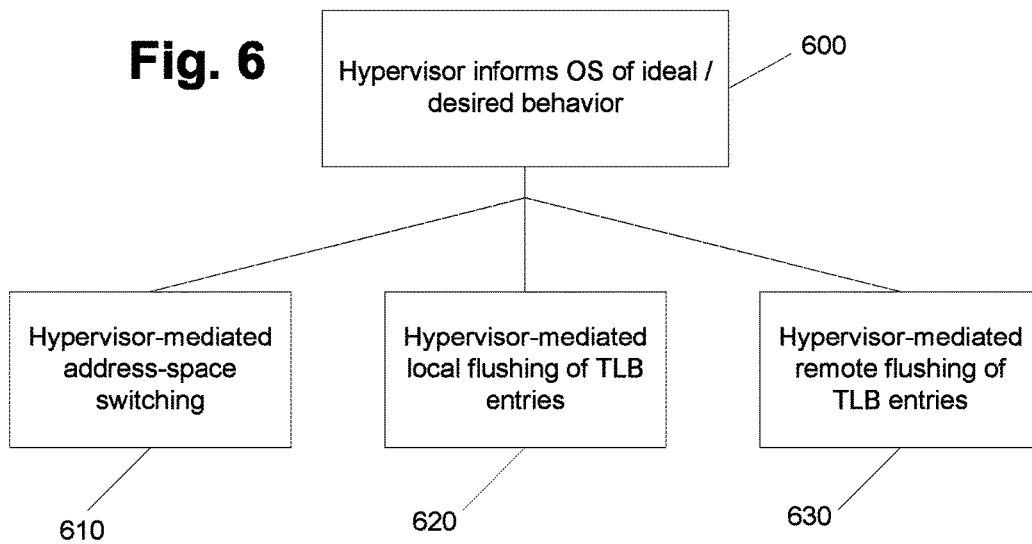 Fig. 6
Hypervisor informs OS of ideal /
desired behavior
600
Hypervisor-mediated
address-space
switching
Hypervisor-mediated
local flushing of TLB
entries
Hypervisor-mediated
remote flushing of
TLB entries
610
620
630